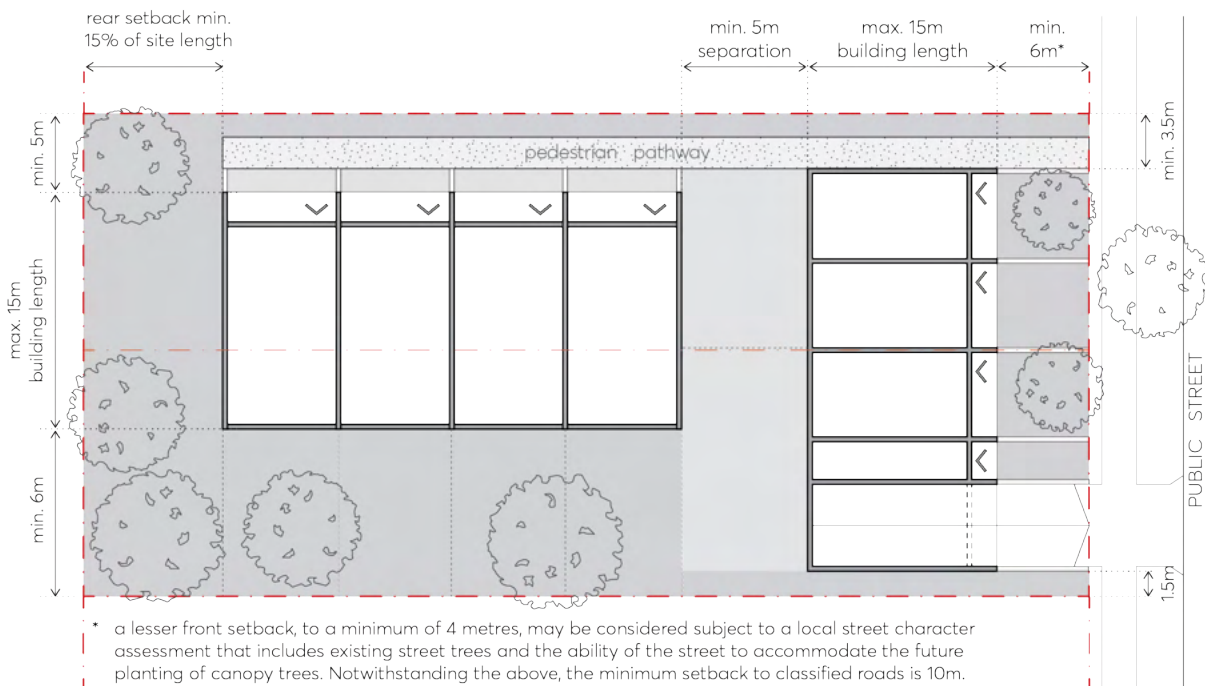 rear setback min.
15% of site length
min. 5m
separation
max. 15m
building length
min.
6m*
min. 5m
min. 3.5m
pedestrian pathway
max. 15m
building length
PUBLIC STREET
min. 6m
1.5m
* a lesser front setback, to a minimum of 4 metres, may be considered subject to a local street character
assessment that includes existing street trees and the ability of the street to accommodate the future
planting of canopy trees. Notwithstanding the above, the minimum setback to classified roads is 10m.